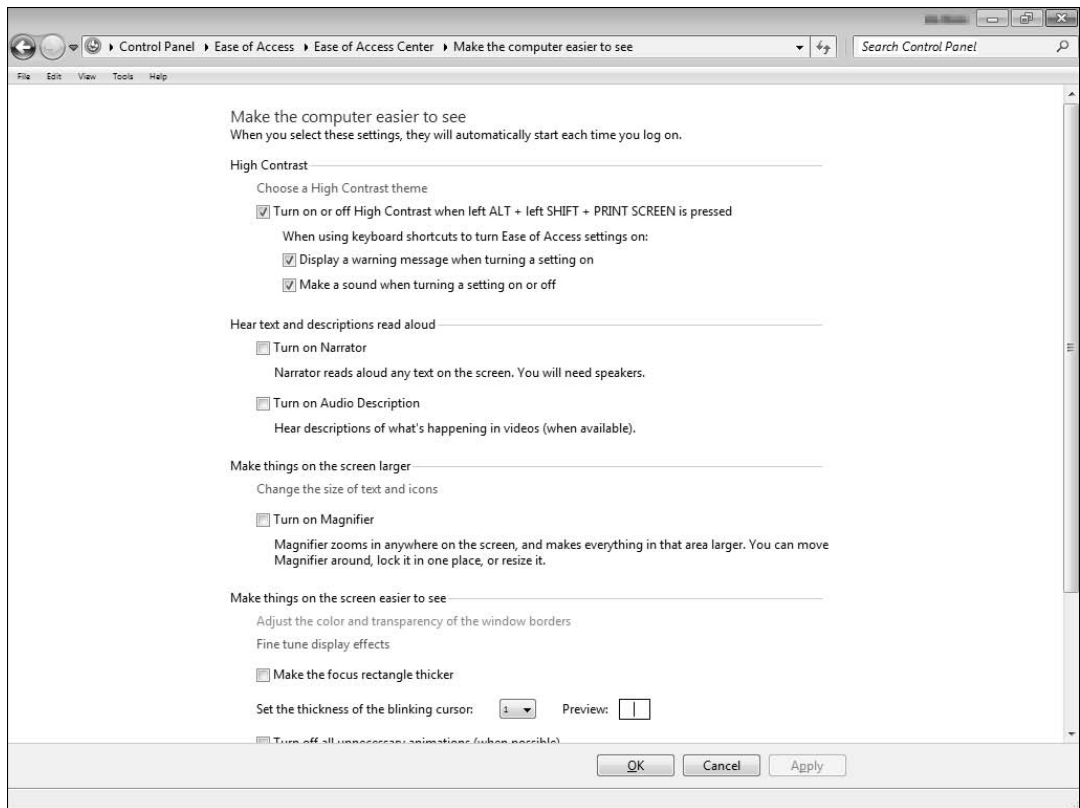 Control Panel Ease of Access Ease of Access Center Make the computer easier to see
Search Control Panel
File Edit View Tools Help
Make the computer easier to see
When you select these settings, they will automatically start each time you log on.
High Contrast
Choose a High Contrast theme
Turn on or off High Contrast when left ALT + left SHIFT + PRINT SCREEN is pressed
When using keyboard shortcuts to turn Ease of Access settings on:
Display a warning message when turning a setting on
Make a sound when turning a setting on or off
Hear text and descriptions read aloud
Turn on Narrator
Narrator reads aloud any text on the screen. You will need speakers.
Turn on Audio Description
Hear descriptions of what's happening in videos (when available).
Make things on the screen larger
Change the size of text and icons
Turn on Magnifier
Magnifier zooms in anywhere on the screen, and makes everything in that area larger. You can move
Magnifier around, lock it in one place, or resize it.
Make things on the screen easier to see
Adjust the color and transparency of the window borders
Fine tune display effects
Make the focus rectangle thicker
Set the thickness of the blinking cursor: 1 Preview:
Turn off all unnecessary animations (when possible)
OK Cancel Apply